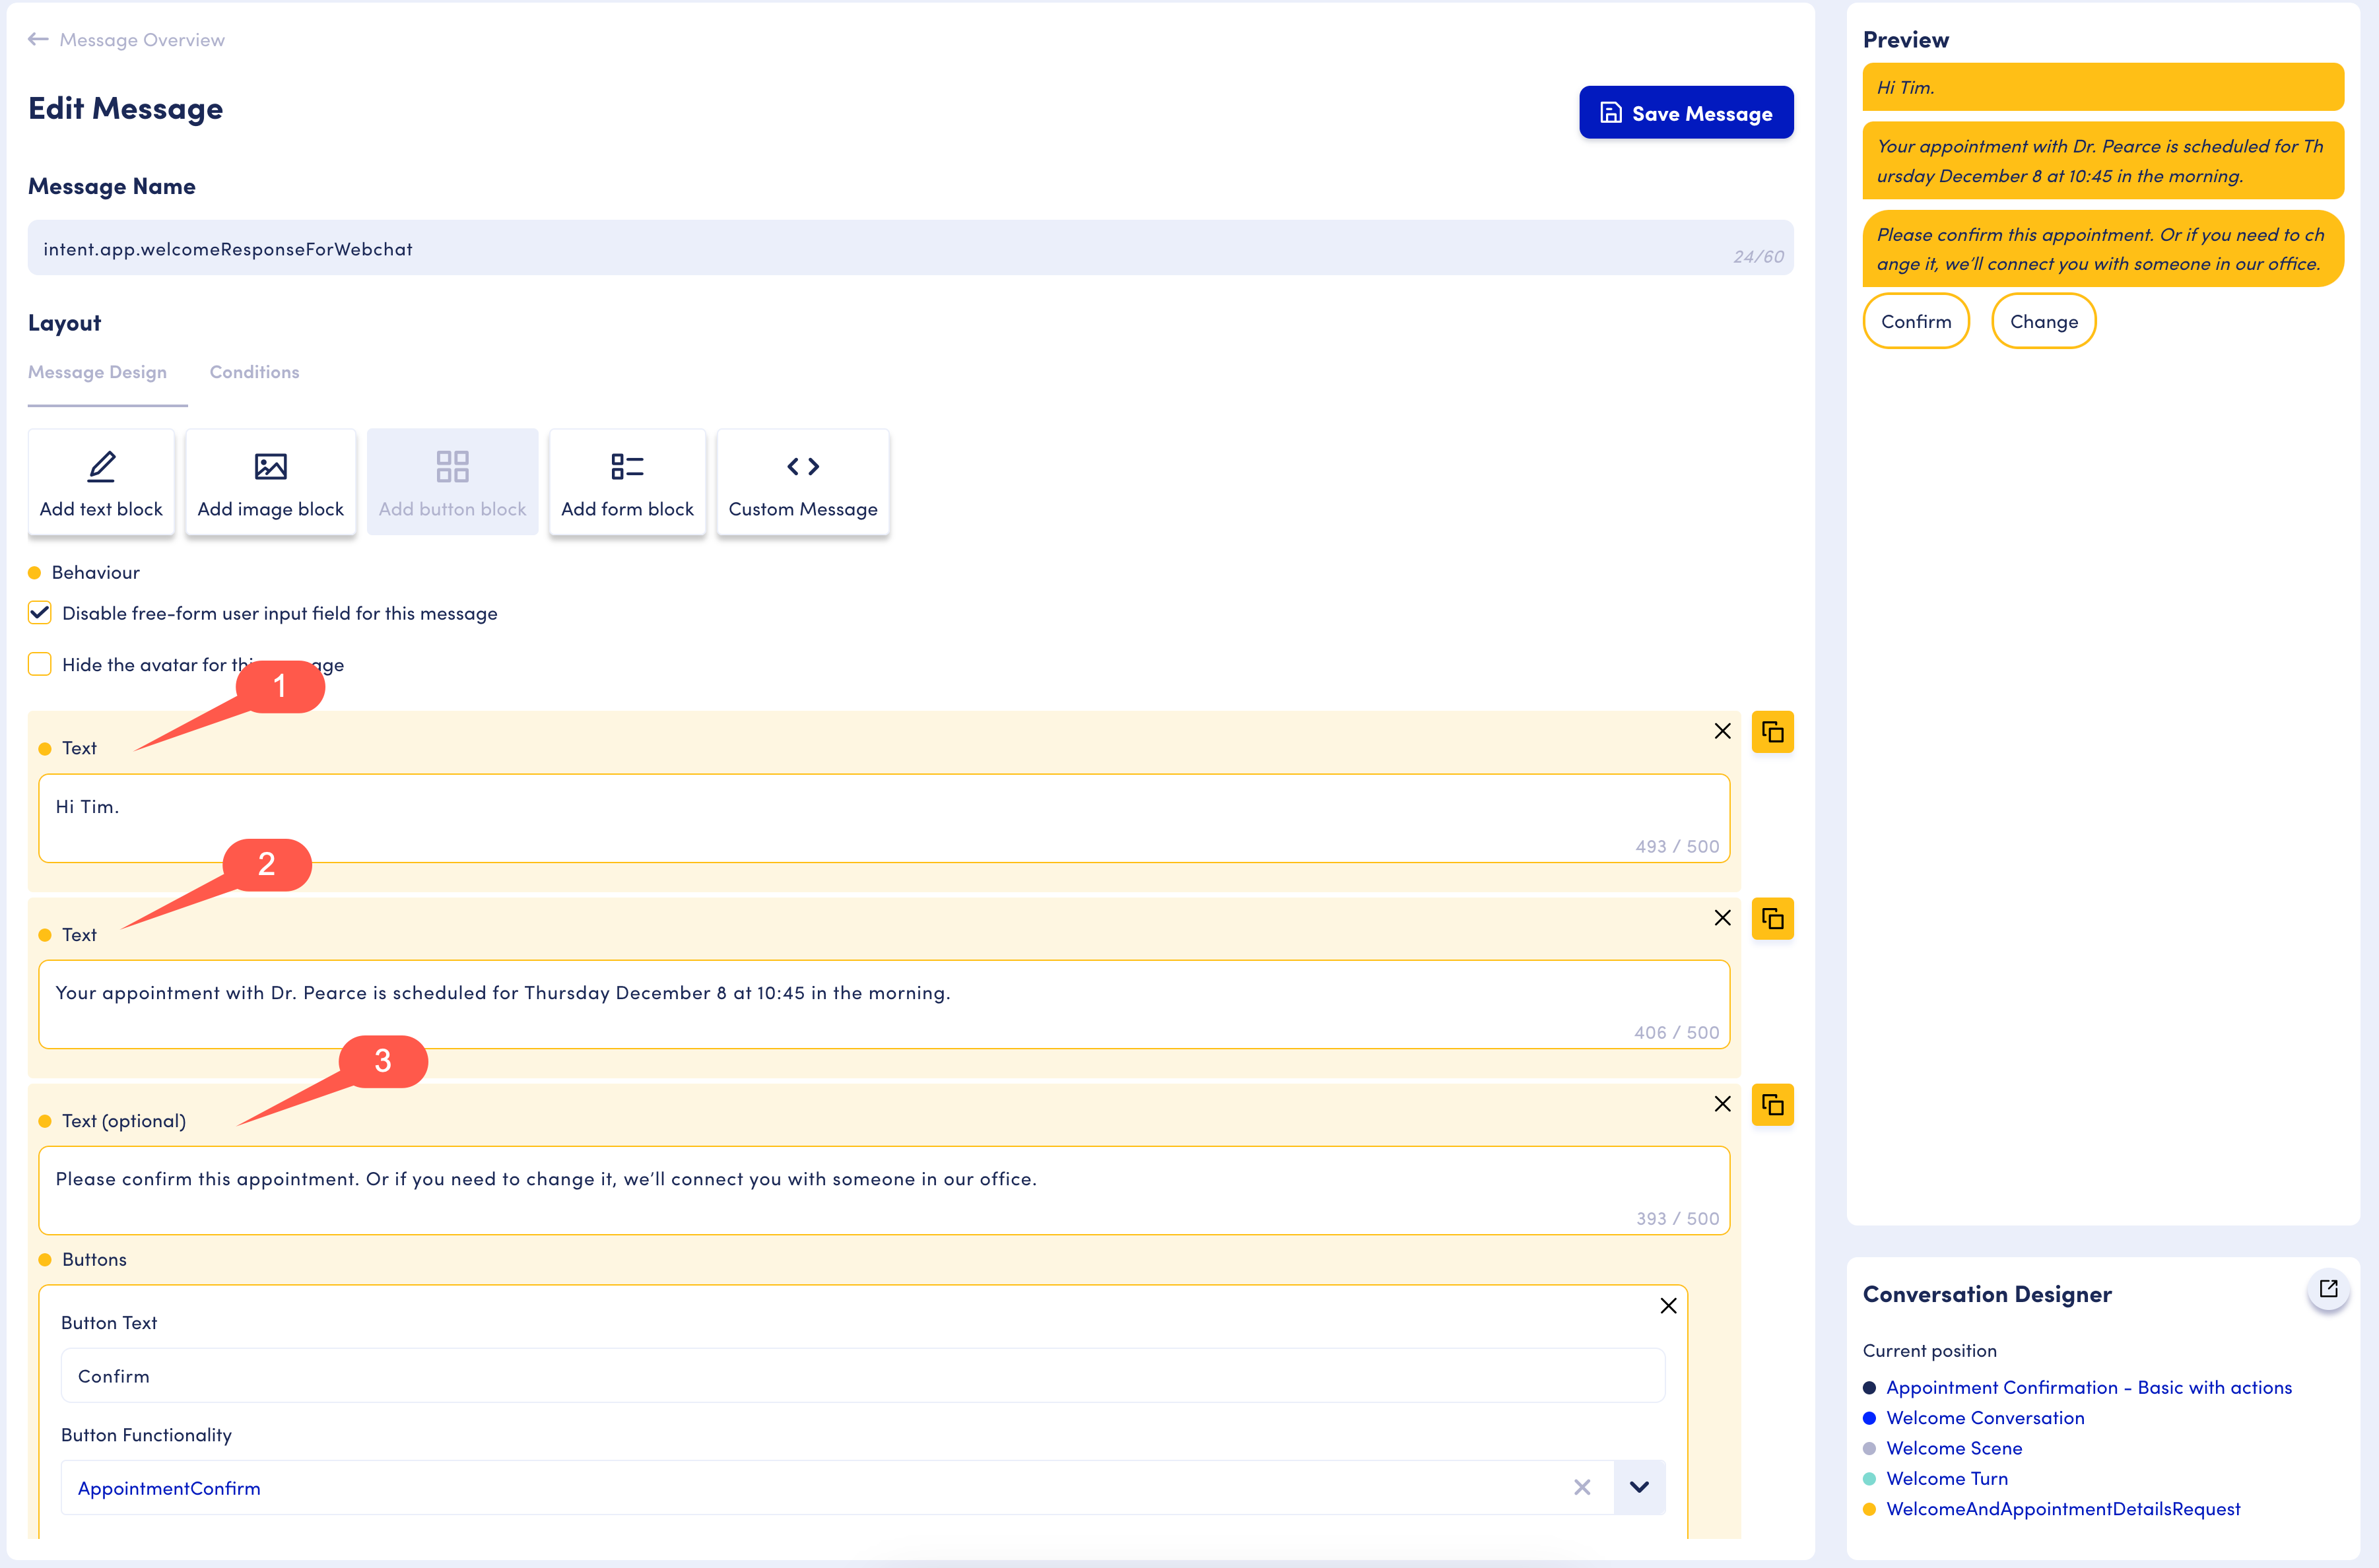 Message Overview
Edit Message
Save Message
Message Name
intent.app.welcomeResponseForWebchat
24/60
Layout
Message Design
Conditions
Add text block
Add image block
Add button block
Add form block
Custom Message
Behaviour
Disable free-form user input field for this message
Hide the avatar for th age
1
Text
Hi Tim.
493 / 500
2
Text
Your appointment with Dr. Pearce is scheduled for Thursday December 8 at 10:45 in the morning.
406 / 500
3
Text (optional)
Please confirm this appointment. Or if you need to change it, we’ll connect you with someone in our office.
393 / 500
Buttons
Button Text
Confirm
Button Functionality
AppointmentConfirm
Preview
Hi Tim.
Your appointment with Dr. Pearce is scheduled for Th
ursday December 8 at 10:45 in the morning.
Please confirm this appointment. Or if you need to ch
ange it, we’ll connect you with someone in our office.
Confirm
Change
Conversation Designer
Current position
Appointment Confirmation - Basic with actions
Welcome Conversation
Welcome Scene
Welcome Turn
WelcomeAndAppointmentDetailsRequest